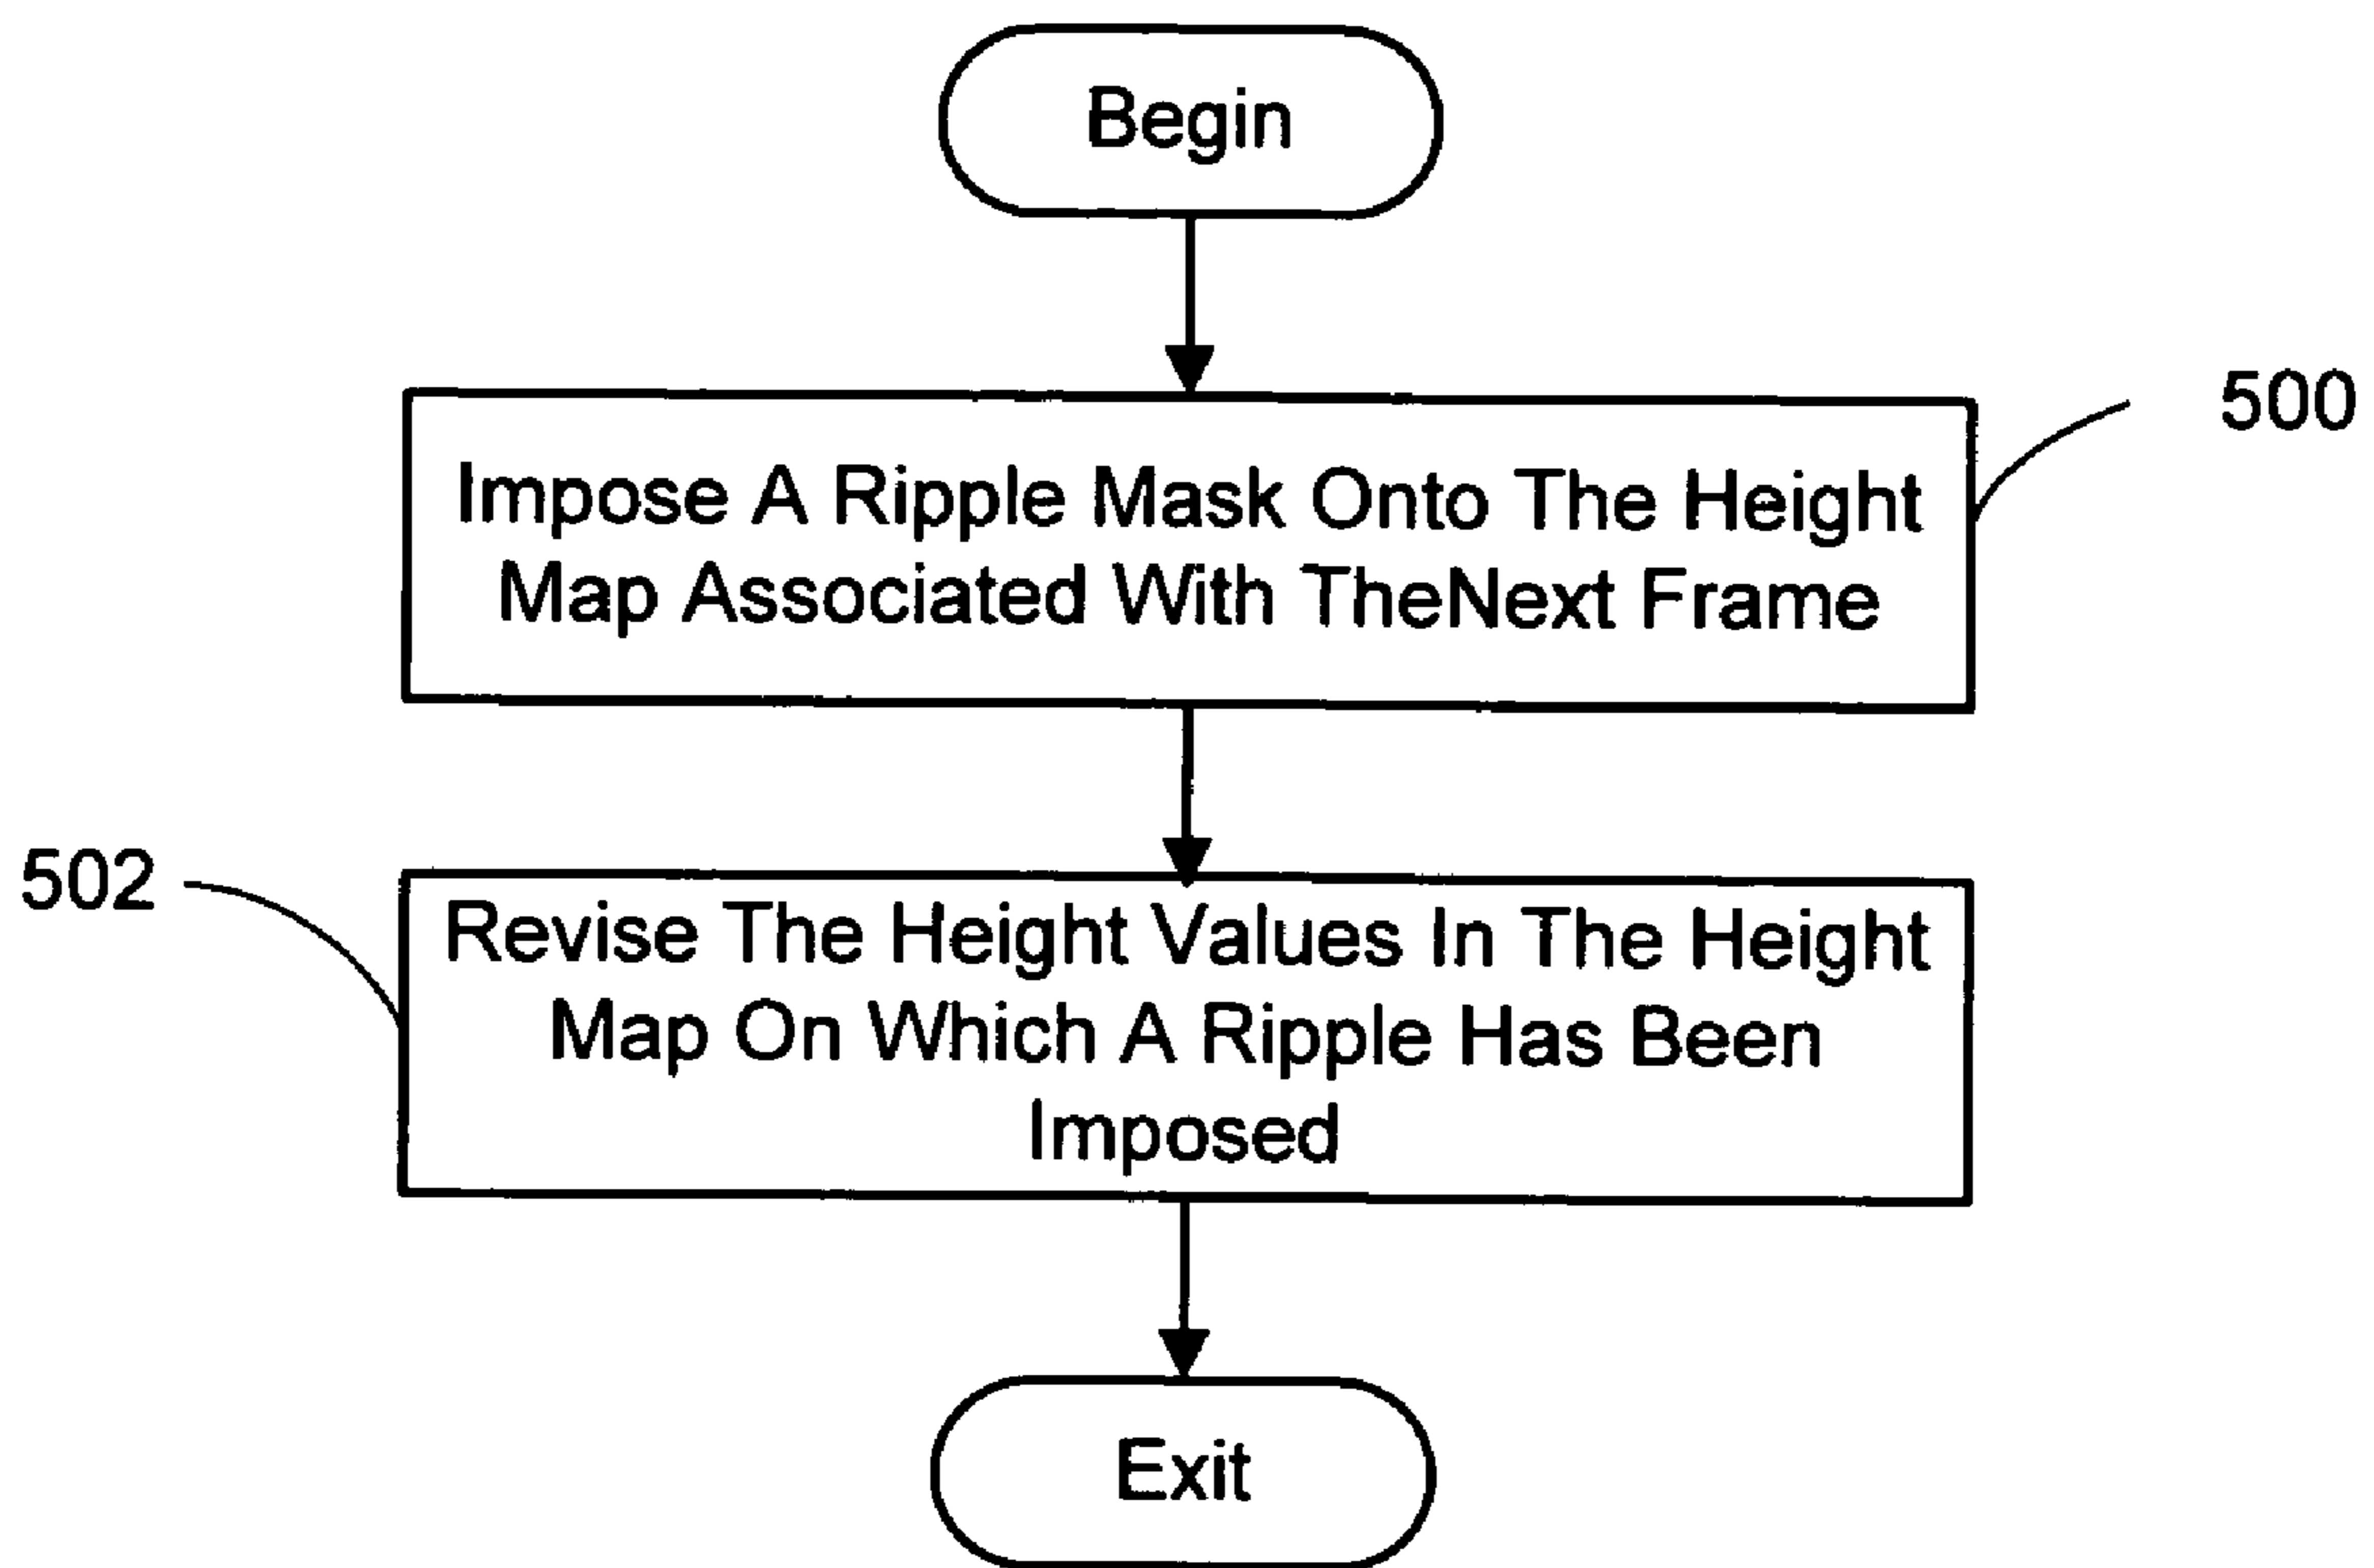 Begin
500
Impose A Ripple Mask Onto The Height
Map Associated With TheNext Frame
502
Revise The Height Values In The Height
Map On Which A Ripple Has Been
Imposed
Exit